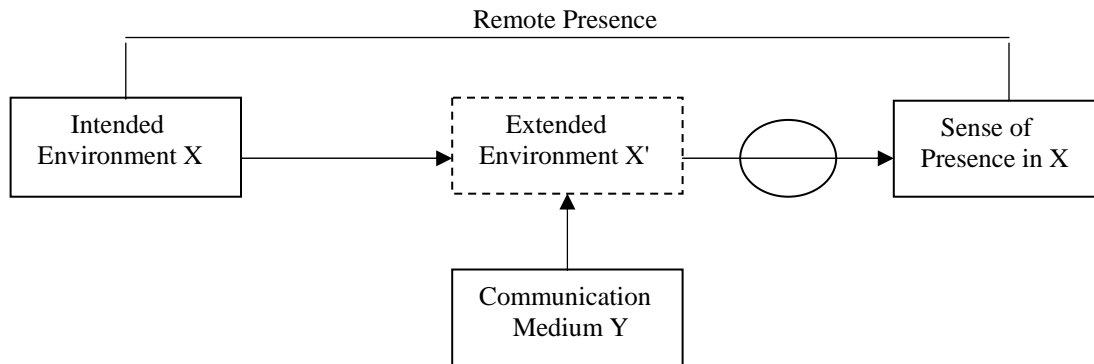 Remote Presence
Intended
Environment X
Extended
Environment X'
Sense of
Presence in X
Communication
Medium Y